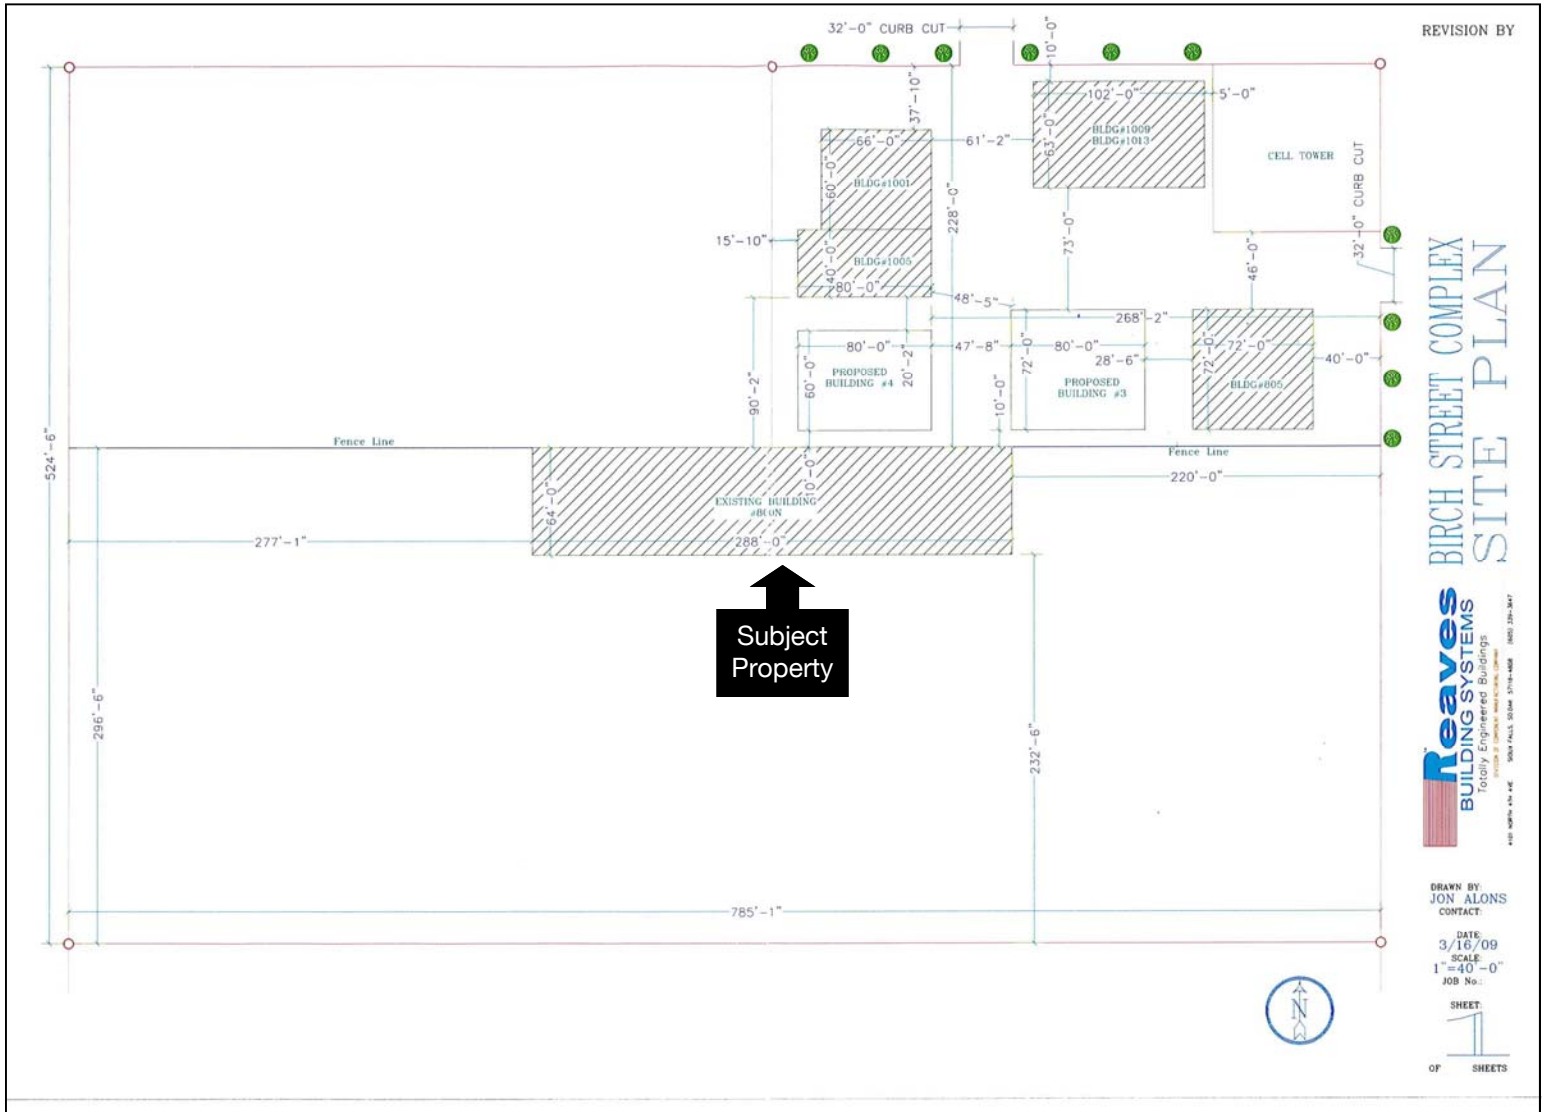 32'-0" CURB CUT
10'-0"
REVISION BY
37'-10"
102'-0"
5'-0"
66'-0"
61'-2"
63'-0"
BLDG#1009
BLDG#1013
CELL TOWER
32'-0" CURB CUT
60'-0"
BLDG#1001
228'-0"
15'-10"
73'-0"
46'-0"
BLDG#1005
40'-0"
80'-0"
48'-5"
268'-2"
80'-0"
47'-8"
80'-0"
72'-0"
28'-6"
72'-0"
72'-0"
40'-0"
90'-2"
60'-0"
20'-2"
PROPOSED
BUILDING #4
PROPOSED
BUILDING #3
BLDG#805
10'-0"
524'-6"
Fence Line
Fence Line
220'-0"
64'-0"
10'-0"
EXISTING BUILDING
#800N
277'-1"
288'-0"
Subject
Property
296'-6"
232'-6"
785'-1"
N
BIRCH STREET COMPLEX
SITE PLAN
Reaves
BUILDING SYSTEMS
Totally Engineered Buildings
DRAWN BY:
JON ALONS
CONTACT:
DATE:
3/16/09
SCALE:
1"=40'-0"
JOB No.:
SHEET:
1
OF SHEETS